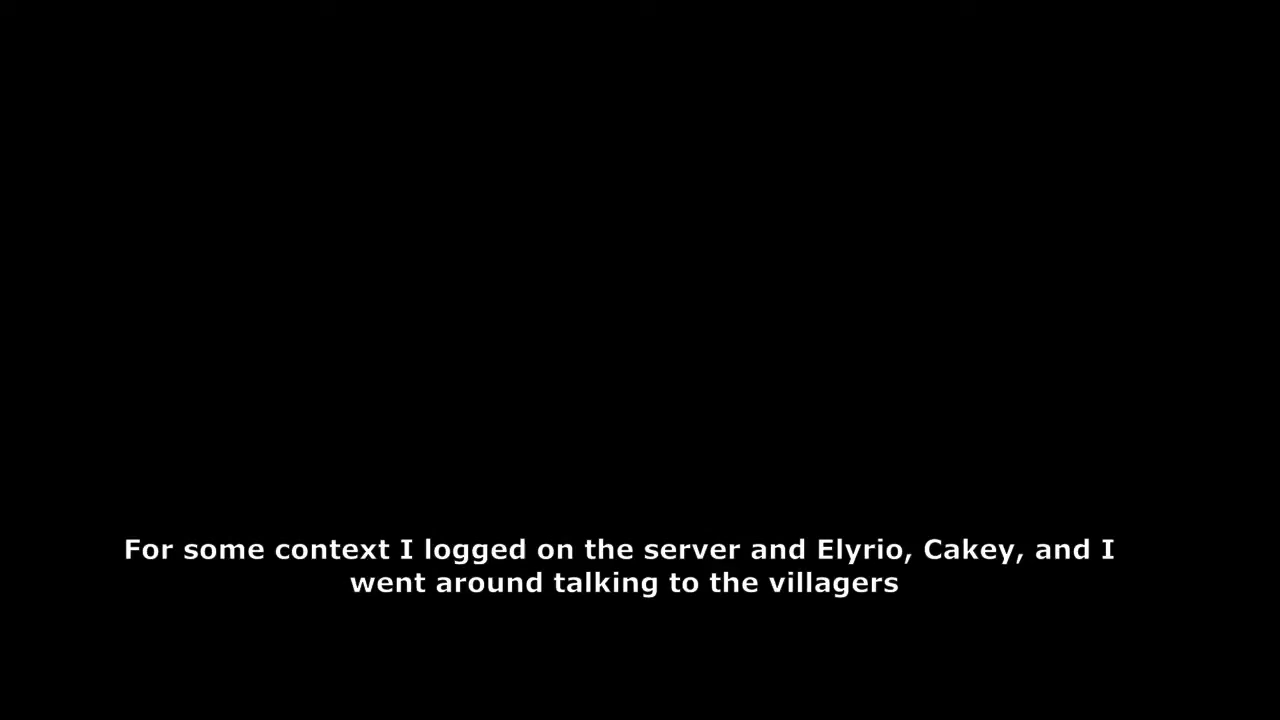 For some context I logged on the server and Elyrio, Cakey, and I
went around talking to the villagers